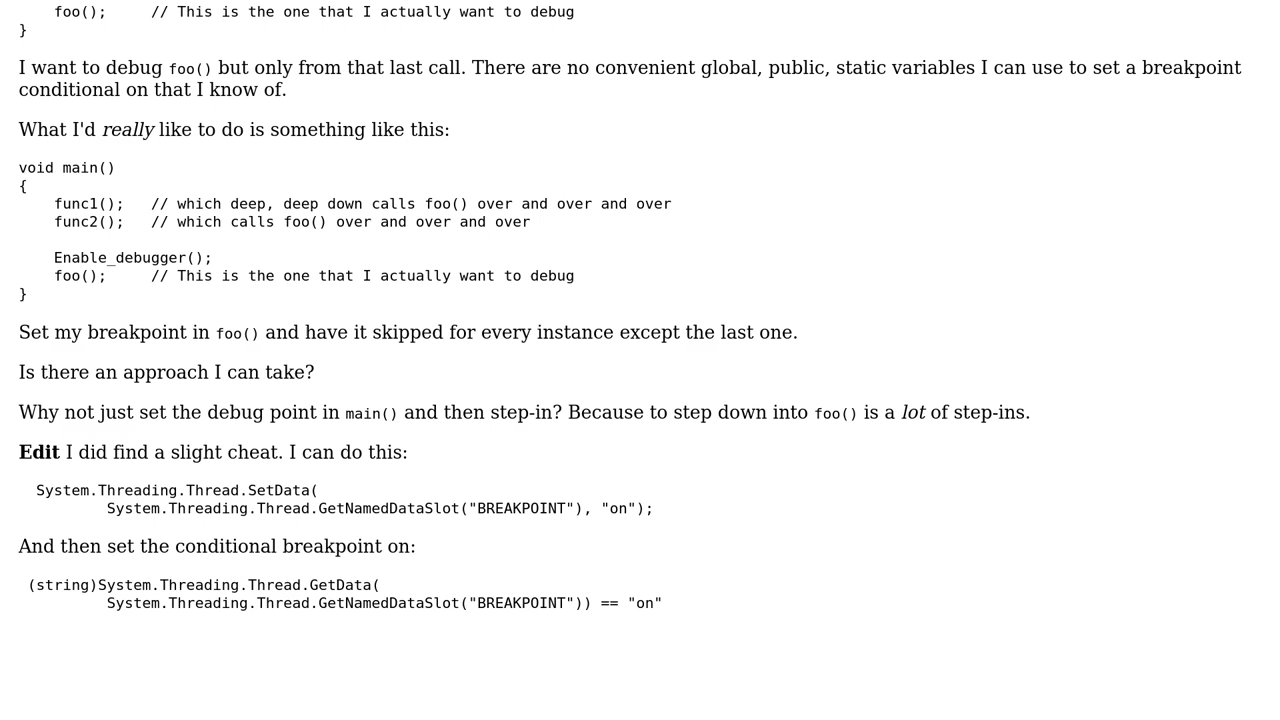 foo();     // This is the one that I actually want to debug
}
I want to debug foo() but only from that last call. There are no convenient global, public, static variables I can use to set a breakpoint
conditional on that I know of.
What I'd really like to do is something like this:
void main()
{
    func1();   // which deep, deep down calls foo() over and over and over
    func2();   // which calls foo() over and over and over
    Enable_debugger();
    foo();     // This is the one that I actually want to debug
}
Set my breakpoint in foo() and have it skipped for every instance except the last one.
Is there an approach I can take?
Why not just set the debug point in main() and then step-in? Because to step down into foo() is a lot of step-ins.
Edit I did find a slight cheat. I can do this:
  System.Threading.Thread.SetData(
          System.Threading.Thread.GetNamedDataSlot("BREAKPOINT"), "on");
And then set the conditional breakpoint on:
 (string)System.Threading.Thread.GetData(
          System.Threading.Thread.GetNamedDataSlot("BREAKPOINT")) == "on"